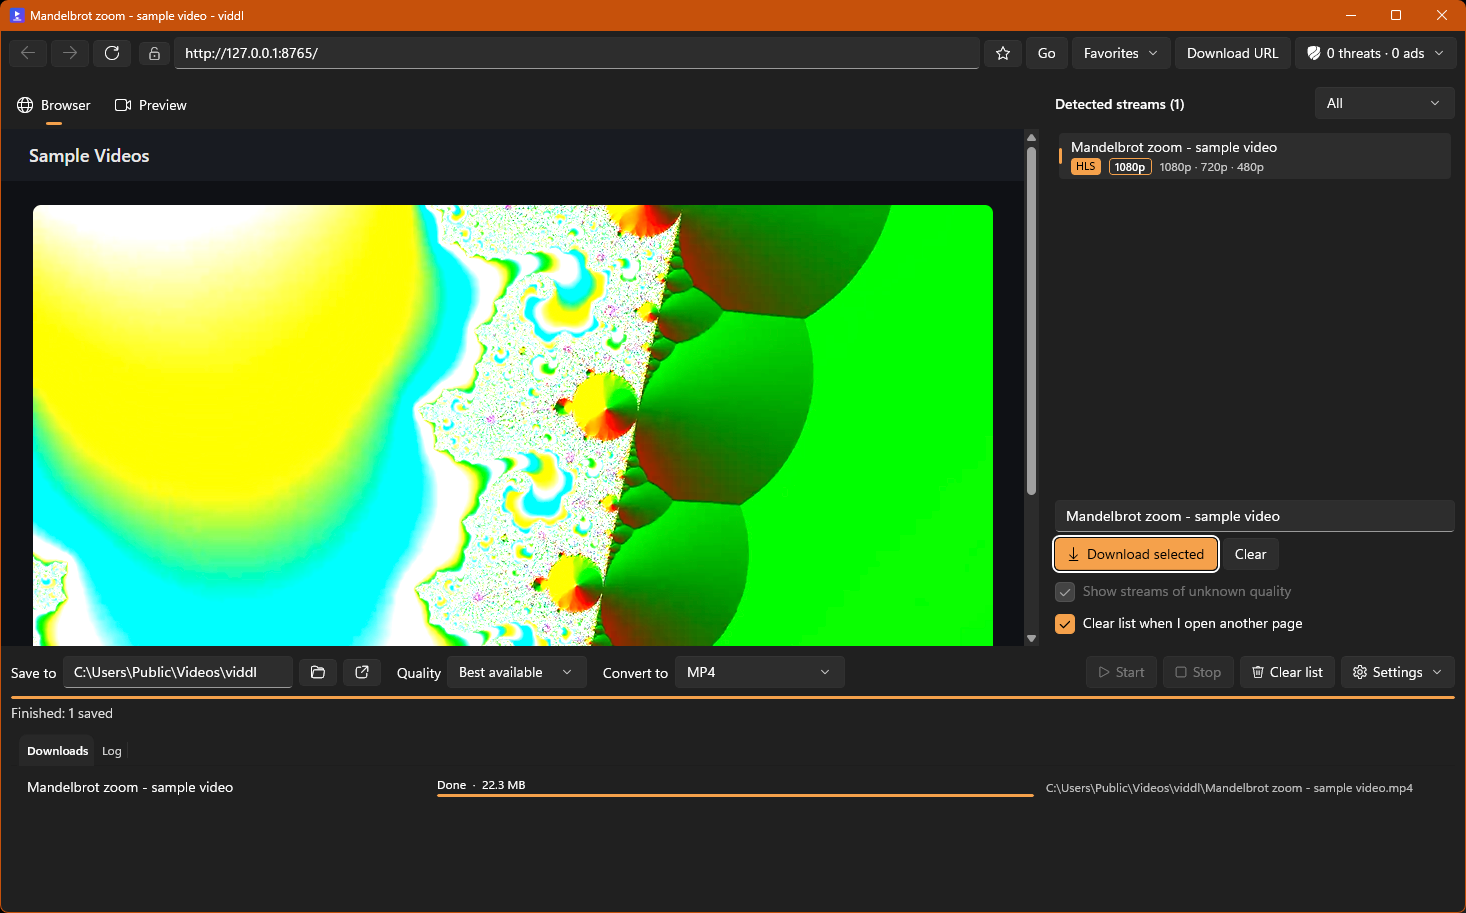 Mandelbrot zoom - sample video - viddl
http://127.0.0.1:8765/
Go
Favorites
Download URL
0 threats · 0 ads
Browser
Preview
Detected streams (1)
All
Sample Videos
Mandelbrot zoom - sample video
HLS 1080p 1080p · 720p · 480p
Mandelbrot zoom - sample video
Download selected
Clear
Show streams of unknown quality
Clear list when I open another page
Save to C:\Users\Public\Videos\viddl
Quality Best available
Convert to MP4
Start
Stop
Clear list
Settings
Finished: 1 saved
Downloads
Log
Mandelbrot zoom - sample video
Done · 22.3 MB
C:\Users\Public\Videos\viddl\Mandelbrot zoom - sample video.mp4